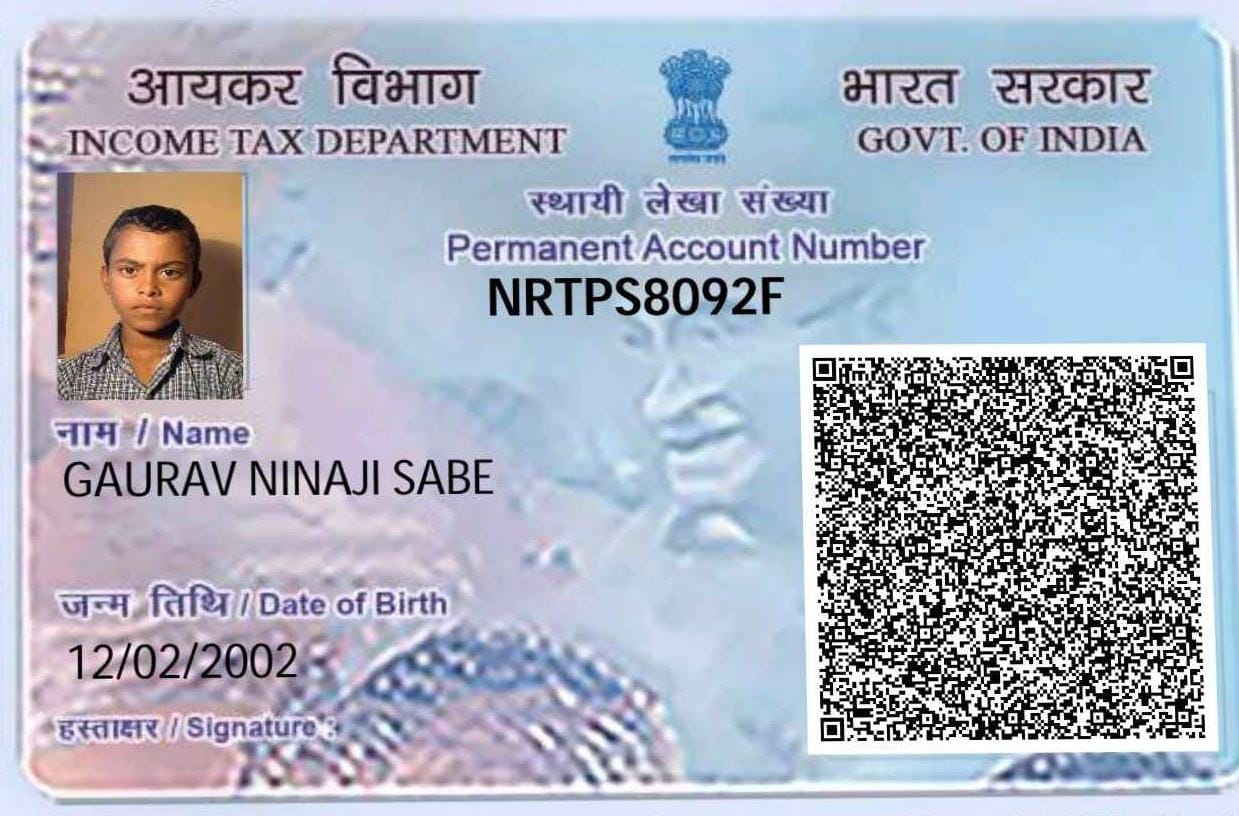 आयकर विभाग
INCOME TAX DEPARTMENT
भारत सरकार
GOVT. OF INDIA
स्थायी लेखा संख्या
Permanent Account Number
NRTPS8092F
नाम / Name
GAURAV NINAJI SABE
जन्म तिथि / Date of Birth
12/02/2002
हस्ताक्षर / Signature :